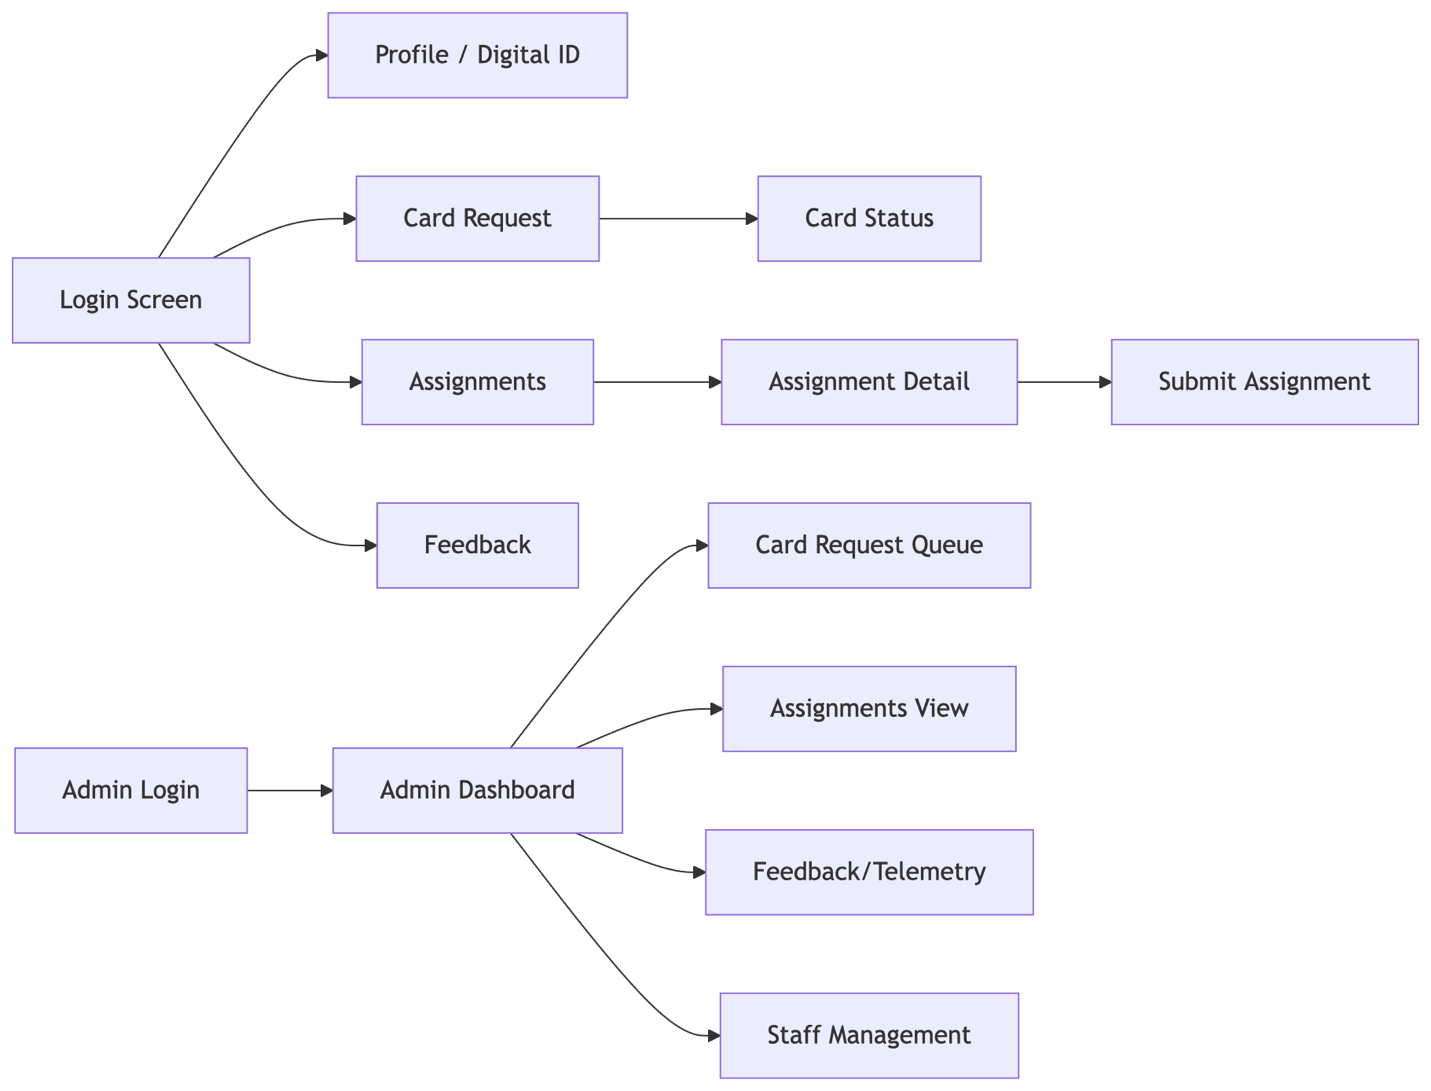 Profile / Digital ID
Card Request
Card Status
Login Screen
Assignments
Assignment Detail
Submit Assignment
Feedback
Card Request Queue
Assignments View
Admin Login
Admin Dashboard
Feedback/Telemetry
Staff Management